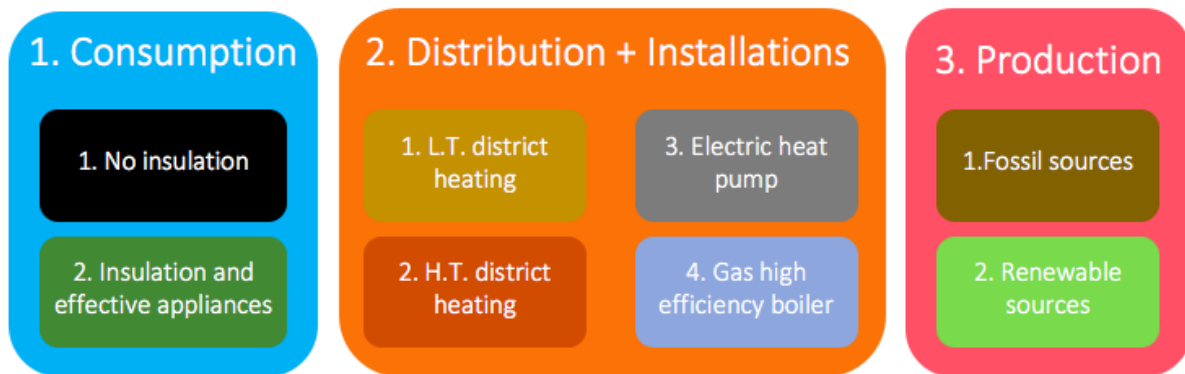 1. Consumption
1. No insulation
2. Insulation and
effective appliances
2. Distribution + Installations
1. L.T. district
heating
2. H.T. district
heating
3. Electric heat
pump
4. Gas high
efficiency boiler
3. Production
1.Fossil sources
2. Renewable
sources